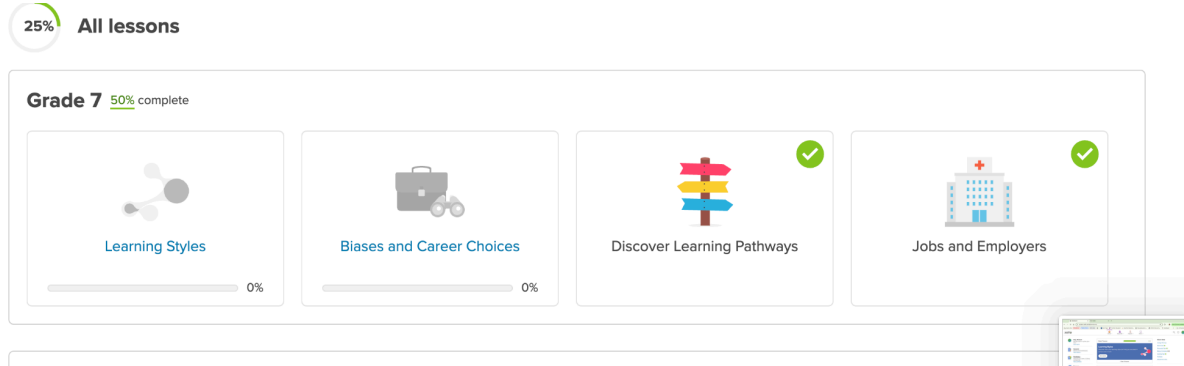 25% All lessons
Grade 7 50% complete
Learning Styles
0%
Biases and Career Choices
0%
Discover Learning Pathways
Jobs and Employers